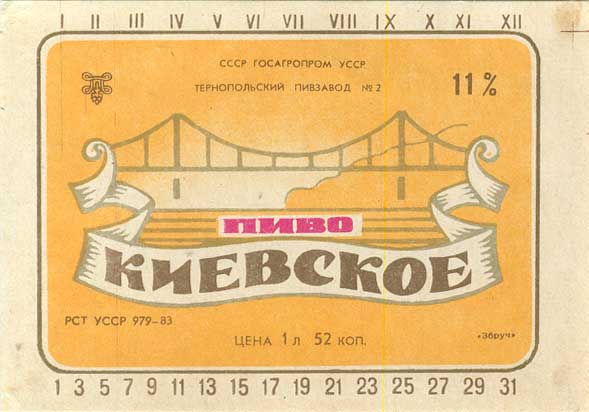 I II III IV V VI VII VIII IX X XI XII
СССР ГОСАГРОПРОМ УССР
ТЕРНОПОЛЬСКИЙ ПИВЗАВОД №2
11%
ПИВО
КИЕВСКОЕ
РСТ УССР 979–83
ЦЕНА 1 л 52 КОП.
«Збруч»
1 3 5 7 9 11 13 15 17 19 21 23 25 27 29 31